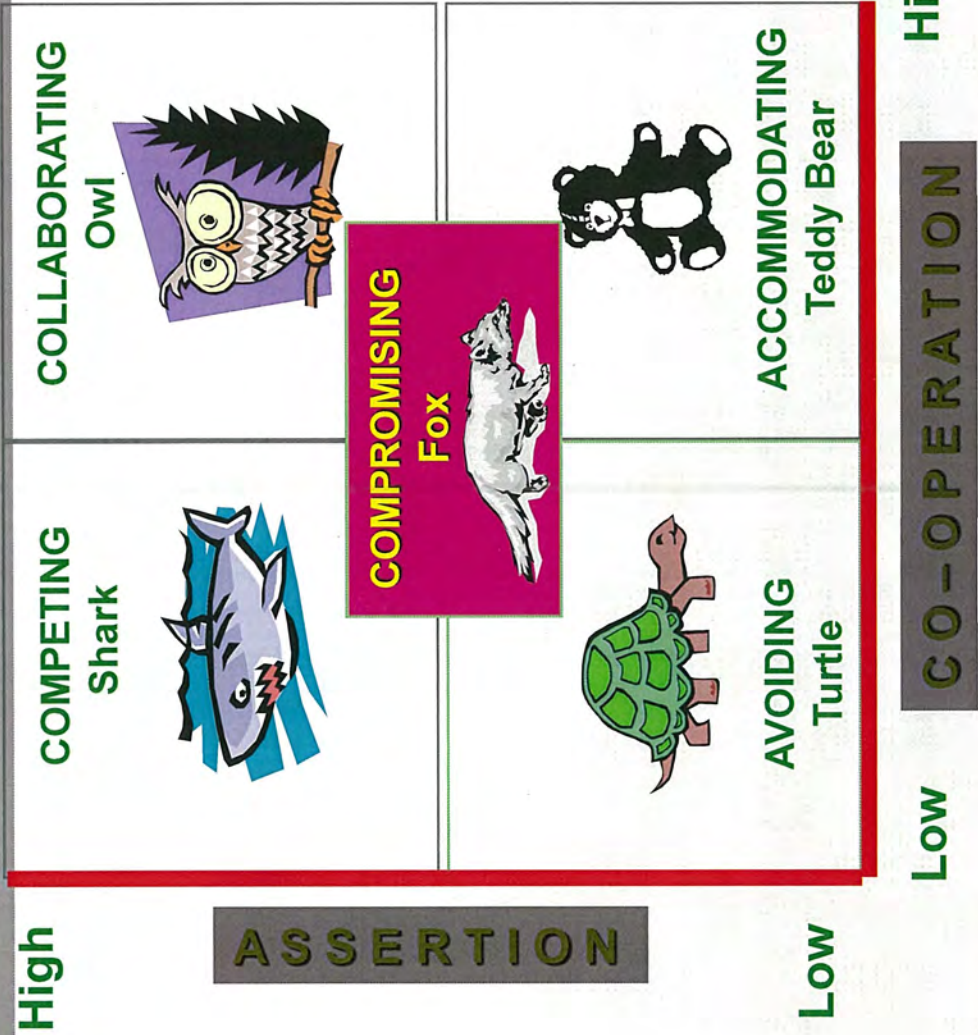 High
COMPETING
Shark
COLLABORATING
Owl
ASSERTION
COMPROMISING
Fox
AVOIDING
Turtle
ACCOMMODATING
Teddy Bear
Low
Low
CO–OPERATION
Hi